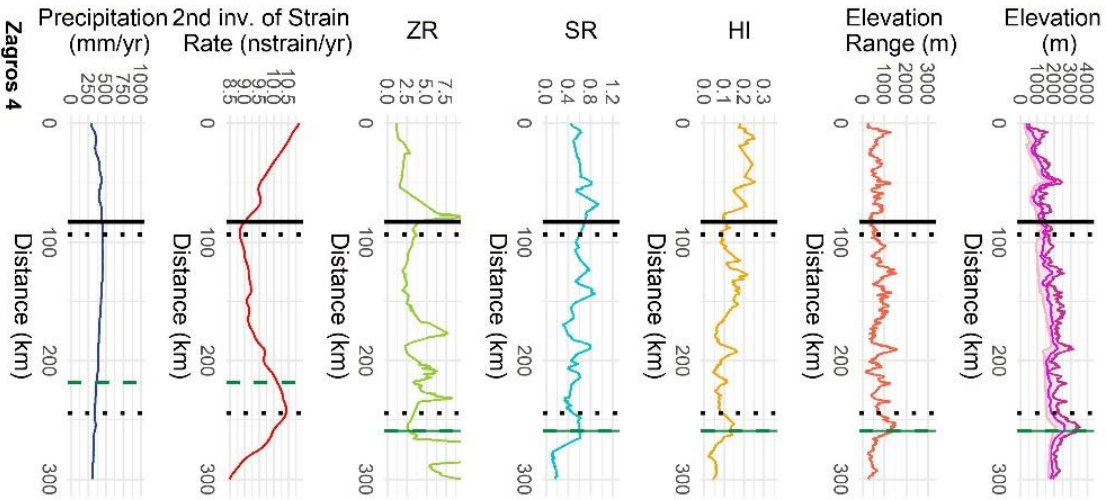 Zagros 4
Precipitation
(mm/yr)
0 250 500 750 1000
0 100 200 300
Distance (km)
2nd inv. of Strain
Rate (nstrain/yr)
8.5 9.0 9.5 10.0 10.5
0 100 200 300
Distance (km)
ZR
0.0 2.5 5.0 7.5
0 100 200 300
Distance (km)
SR
0.0 0.4 0.8 1.2
0 100 200 300
Distance (km)
HI
0.0 0.1 0.2 0.3
0 100 200 300
Distance (km)
Elevation
Range (m)
0 1000 2000 3000
0 100 200 300
Distance (km)
Elevation
(m)
0 1000 2000 3000 4000
0 100 200 300
Distance (km)